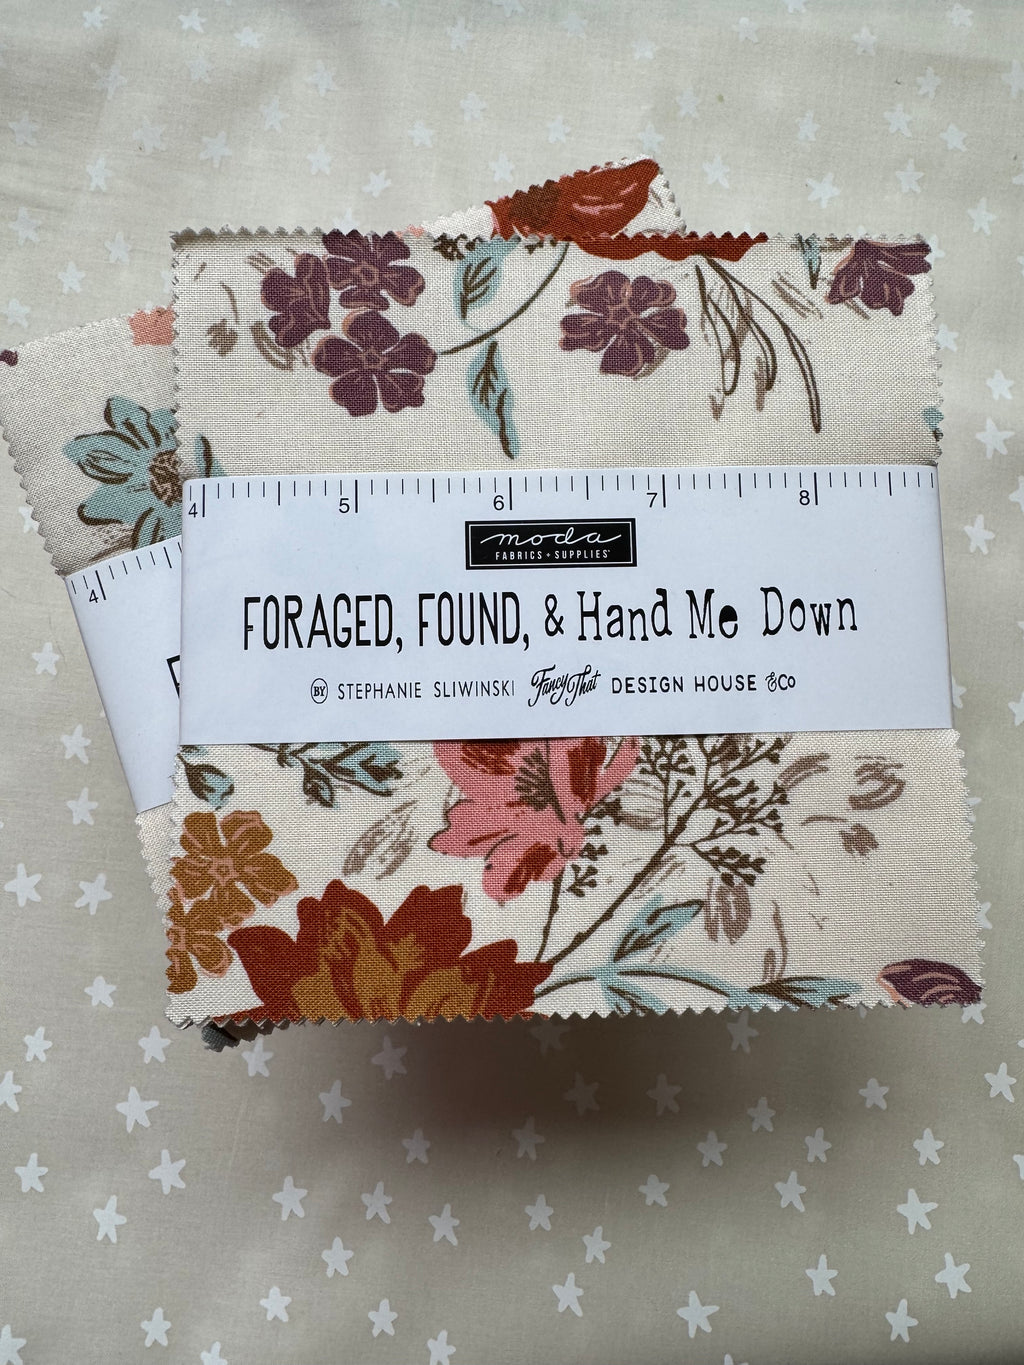 4 5 6 7 8
moda
FABRICS + SUPPLIES
FORAGED, FOUND, & Hand Me Down
BY STEPHANIE SLIWINSKI Fancy That DESIGN HOUSE & Co
4
F